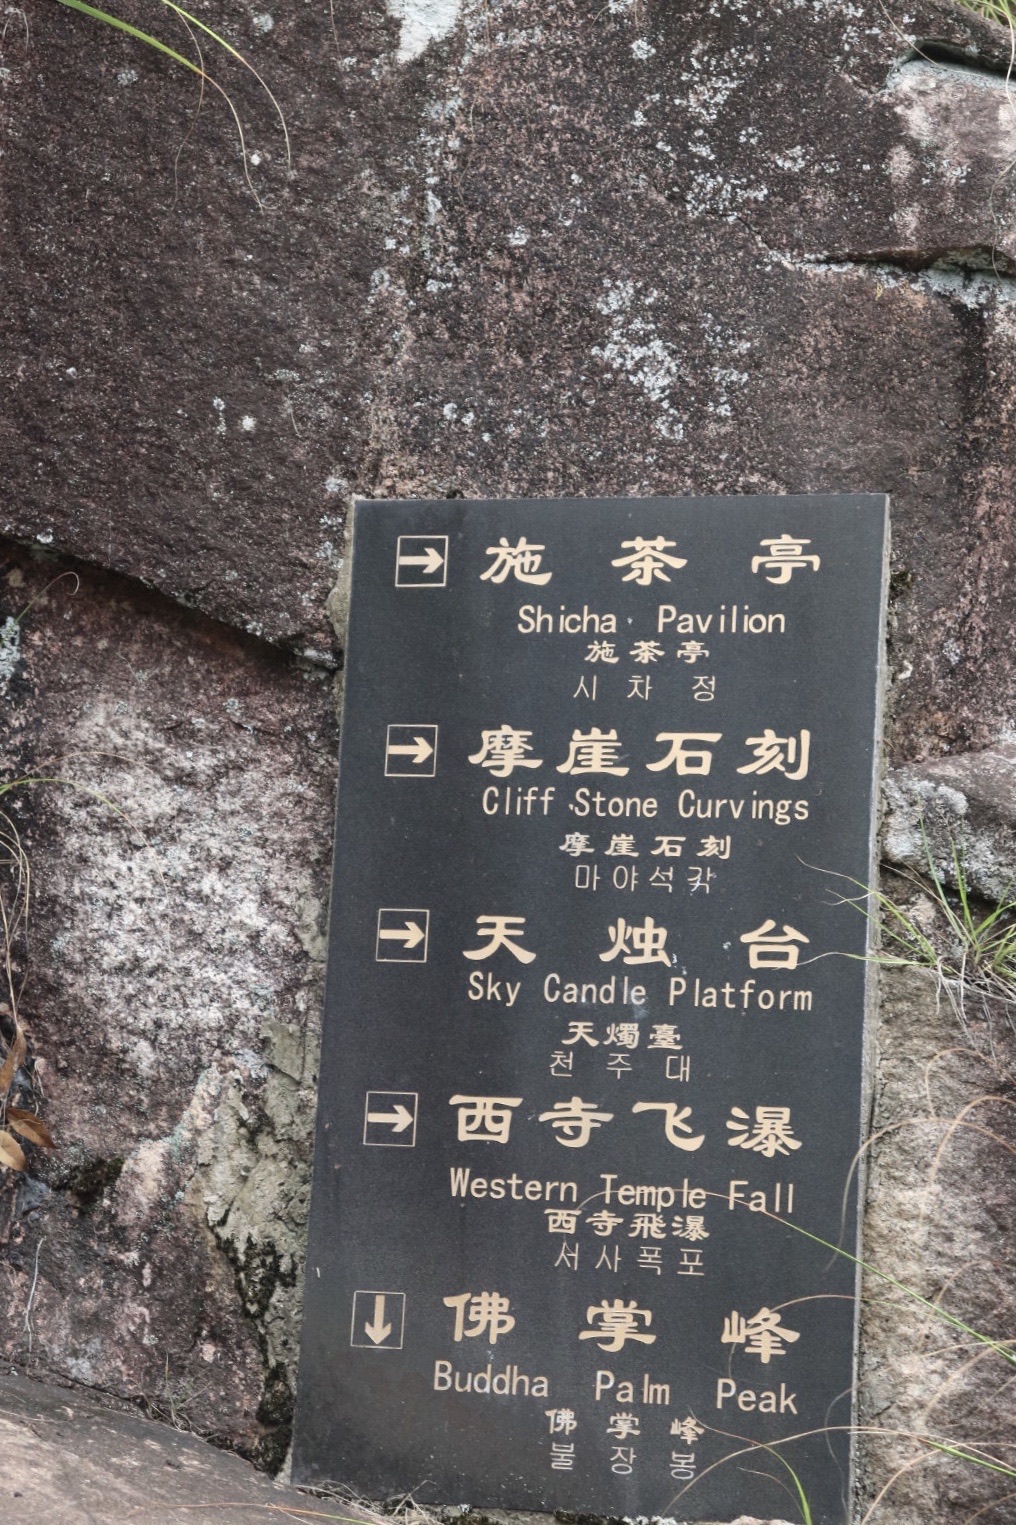 → 施茶亭
Shicha Pavilion
施茶亭
시차정
→ 摩崖石刻
Cliff Stone Curvings
摩崖石刻
마야석칵
→ 天烛台
Sky Candle Platform
天燭臺
천주대
→ 西寺飞瀑
Western Temple Fall
西寺飛瀑
서사폭포
↓ 佛掌峰
Buddha Palm Peak
佛掌峰
불장봉